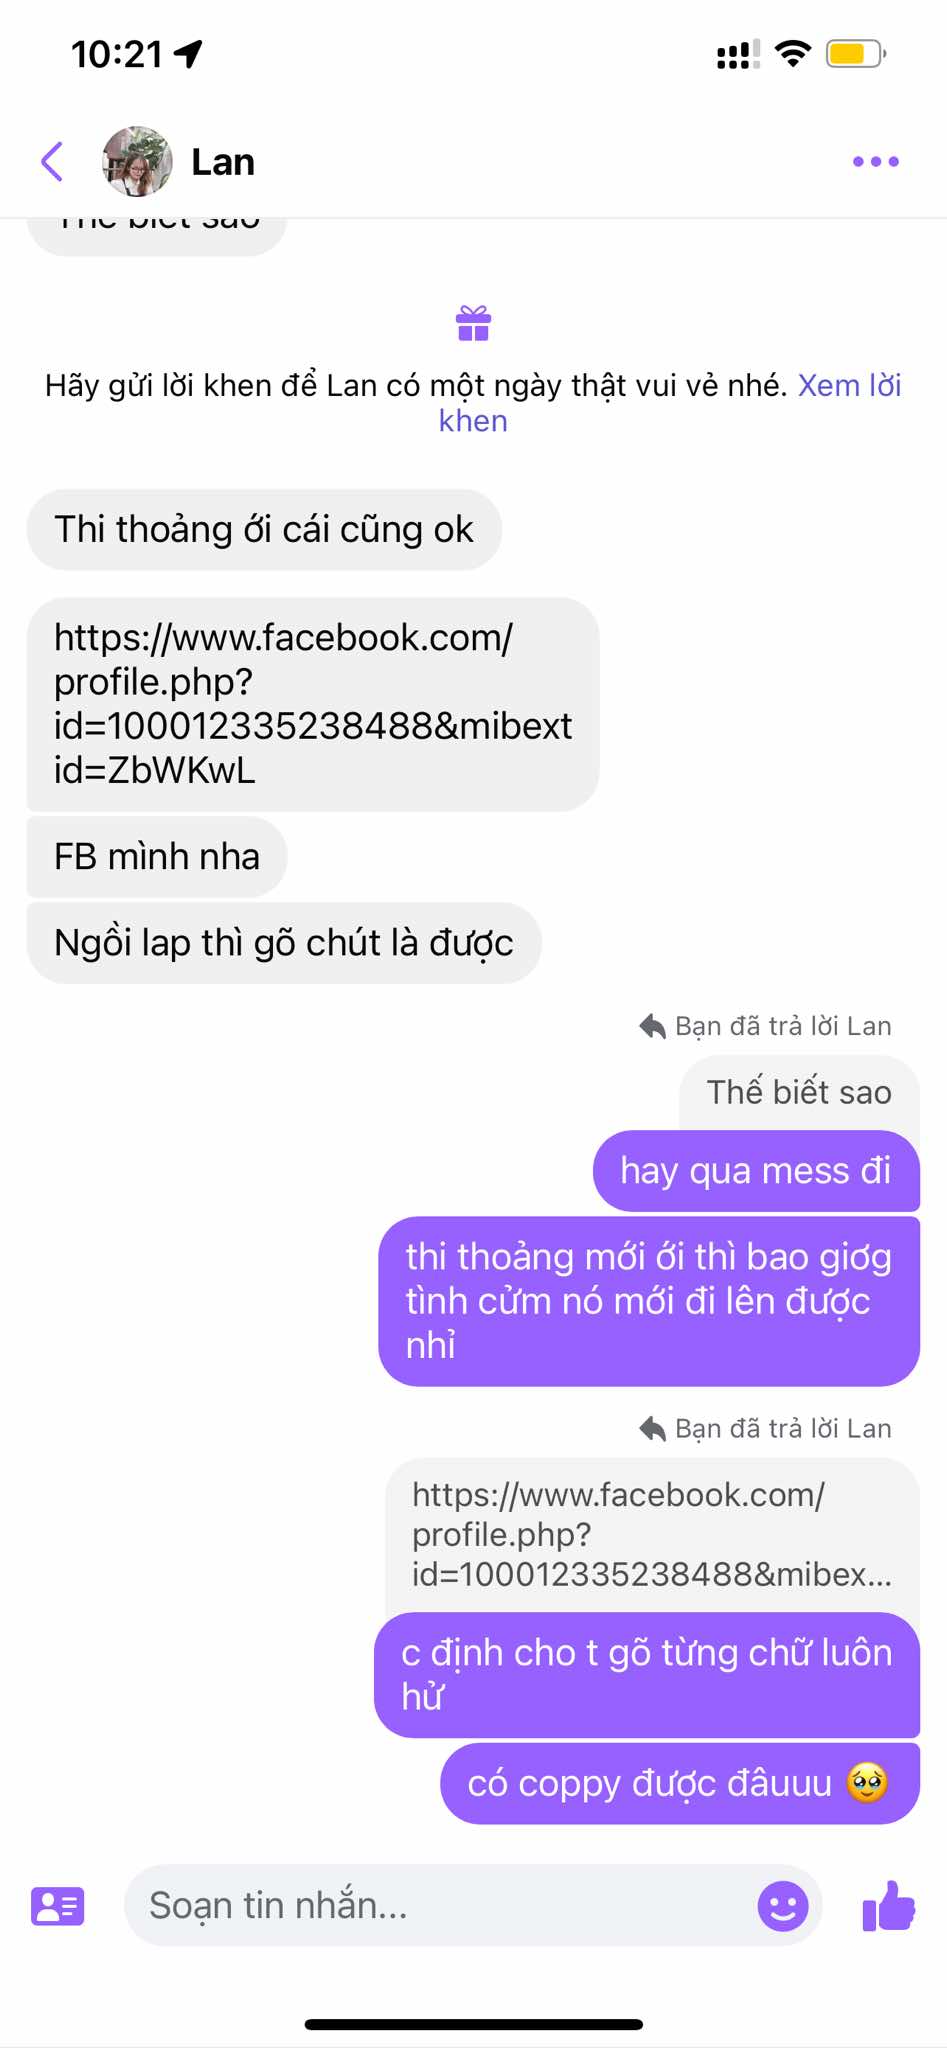 10:21
Lan
Thế biết sao
Hãy gửi lời khen để Lan có một ngày thật vui vẻ nhé. Xem lời
khen
Thi thoảng ới cái cũng ok
https://www.facebook.com/
profile.php?
id=100012335238488&mibext
id=ZbWKwL
FB mình nha
Ngồi lap thì gõ chút là được
Bạn đã trả lời Lan
Thế biết sao
hay qua mess đi
thi thoảng mới ới thì bao giơg
tình cửm nó mới đi lên được
nhỉ
Bạn đã trả lời Lan
https://www.facebook.com/
profile.php?
id=100012335238488&mibex...
c định cho t gõ từng chữ luôn
hử
có coppy được đâuuu 🥹
Soạn tin nhắn...